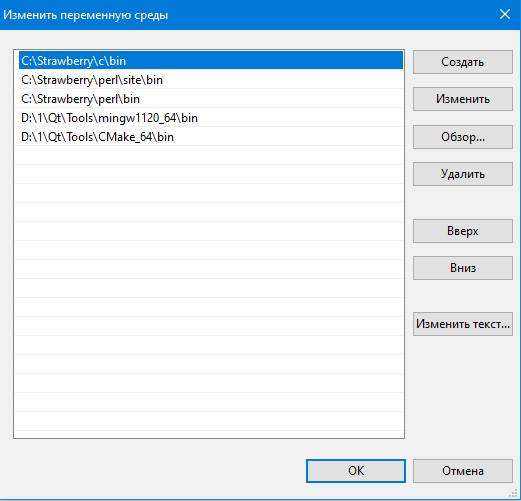 Изменить переменную среды
C:\Strawberry\c\bin
C:\Strawberry\perl\site\bin
C:\Strawberry\perl\bin
D:\1\Qt\Tools\mingw1120_64\bin
D:\1\Qt\Tools\CMake_64\bin
Создать
Изменить
Обзор...
Удалить
Вверх
Вниз
Изменить текст...
ОК
Отмена